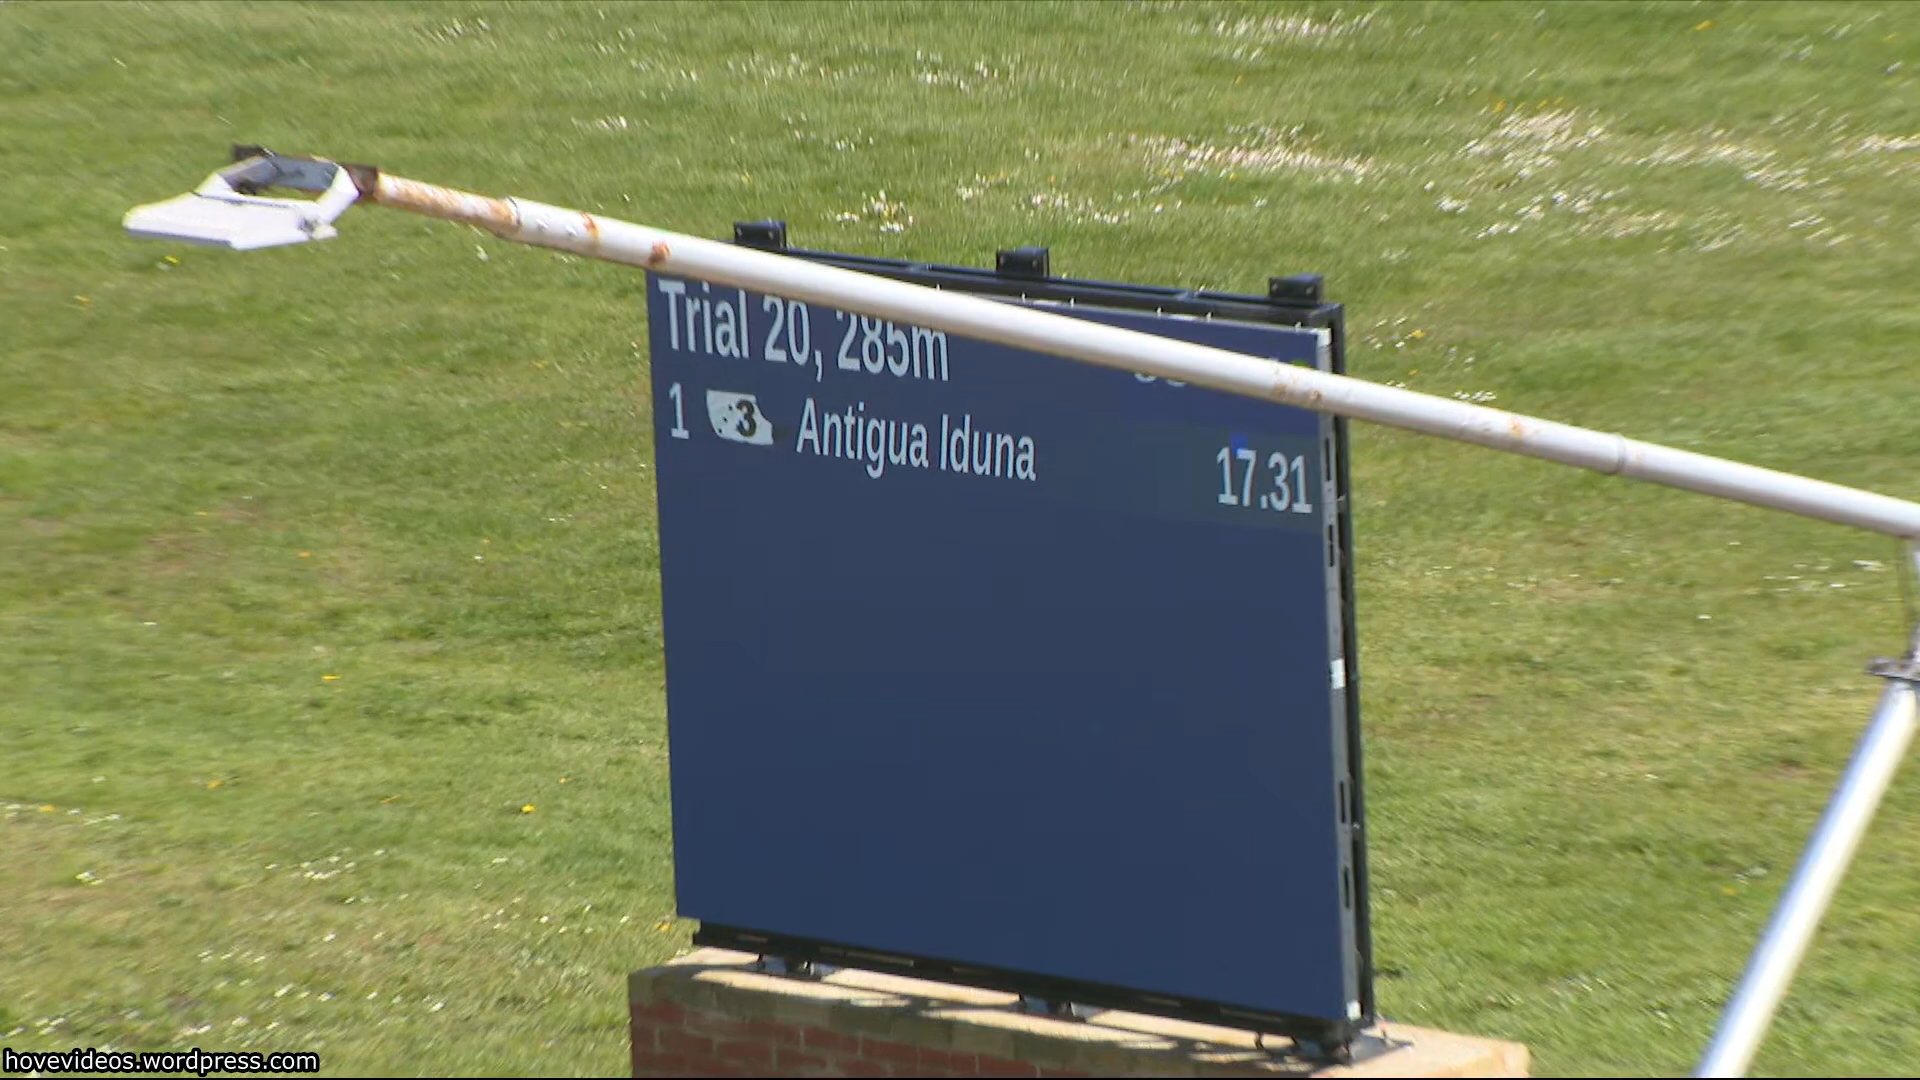 Trial 20, 285m
1 3 Antigua Iduna 17.31
hovevideos.wordpress.com